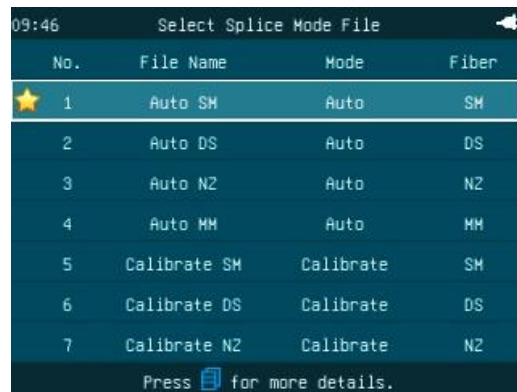 09:46 Select Splice Mode File
No. File Name Mode Fiber
1 Auto SM Auto SM
2 Auto DS Auto DS
3 Auto NZ Auto NZ
4 Auto MM Auto MM
5 Calibrate SM Calibrate SM
6 Calibrate DS Calibrate DS
7 Calibrate NZ Calibrate NZ
Press for more details.